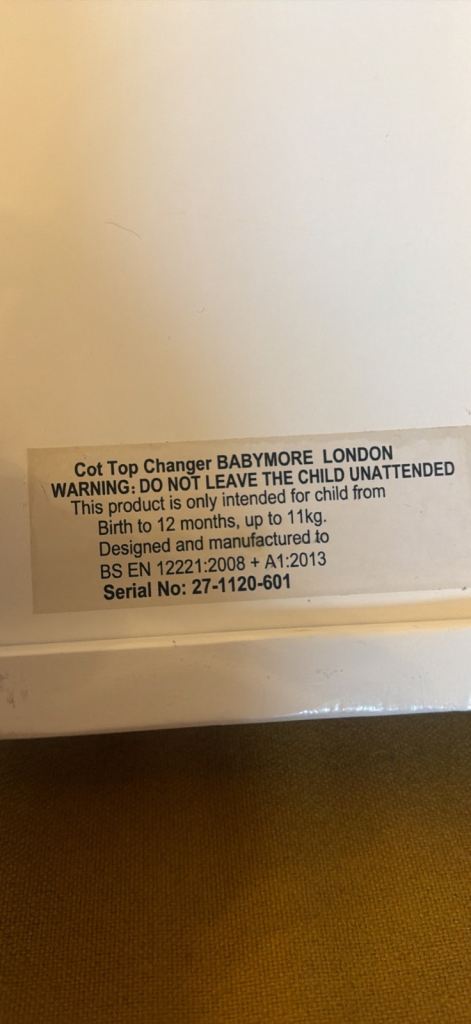 Cot Top Changer BABYMORE LONDON
WARNING: DO NOT LEAVE THE CHILD UNATTENDED
This product is only intended for child from
Birth to 12 months, up to 11kg.
Designed and manufactured to
BS EN 12221:2008 + A1:2013
Serial No: 27-1120-601